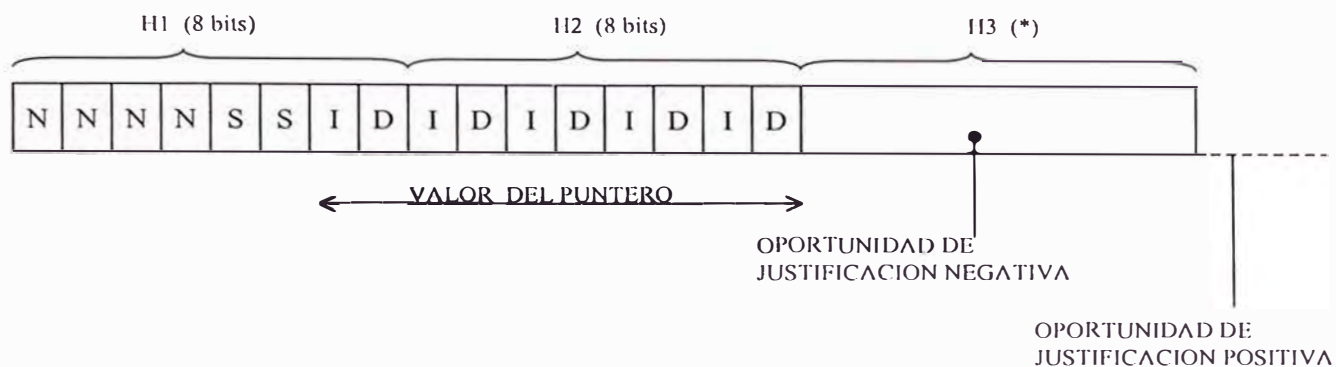 H1 (8 bits) H2 (8 bits) H3 (*)
N N N N S S I D I D I D I D I D
VALOR DEL PUNTERO
OPORTUNIDAD DE
JUSTIFICACION NEGATIVA
OPORTUNIDAD DE
JUSTIFICACION POSITIVA